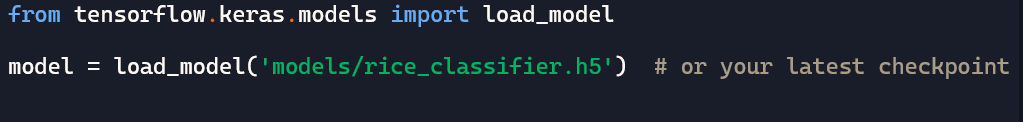 from tensorflow.keras.models import load_model
model = load_model('models/rice_classifier.h5')  # or your latest checkpoint